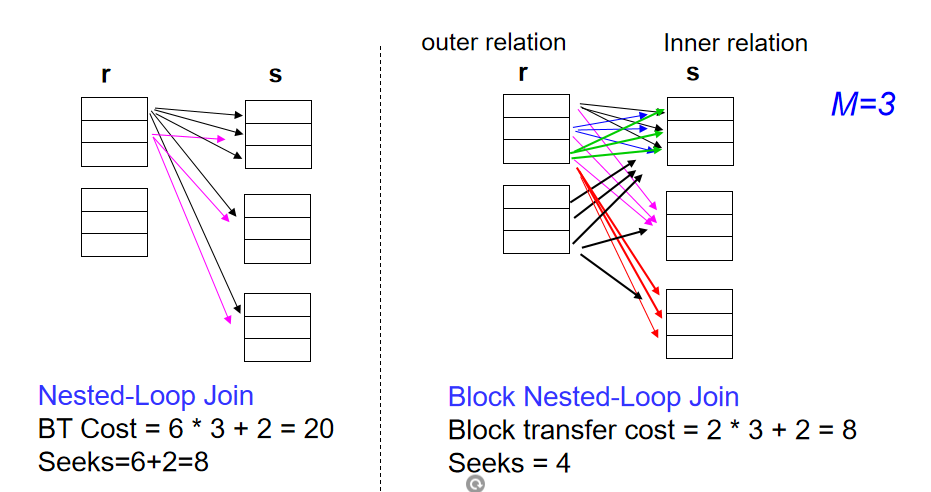 outer relation
Inner relation
r
s
r
s
M=3
Nested-Loop Join
BT Cost = 6 * 3 + 2 = 20
Seeks=6+2=8
Block Nested-Loop Join
Block transfer cost = 2 * 3 + 2 = 8
Seeks = 4